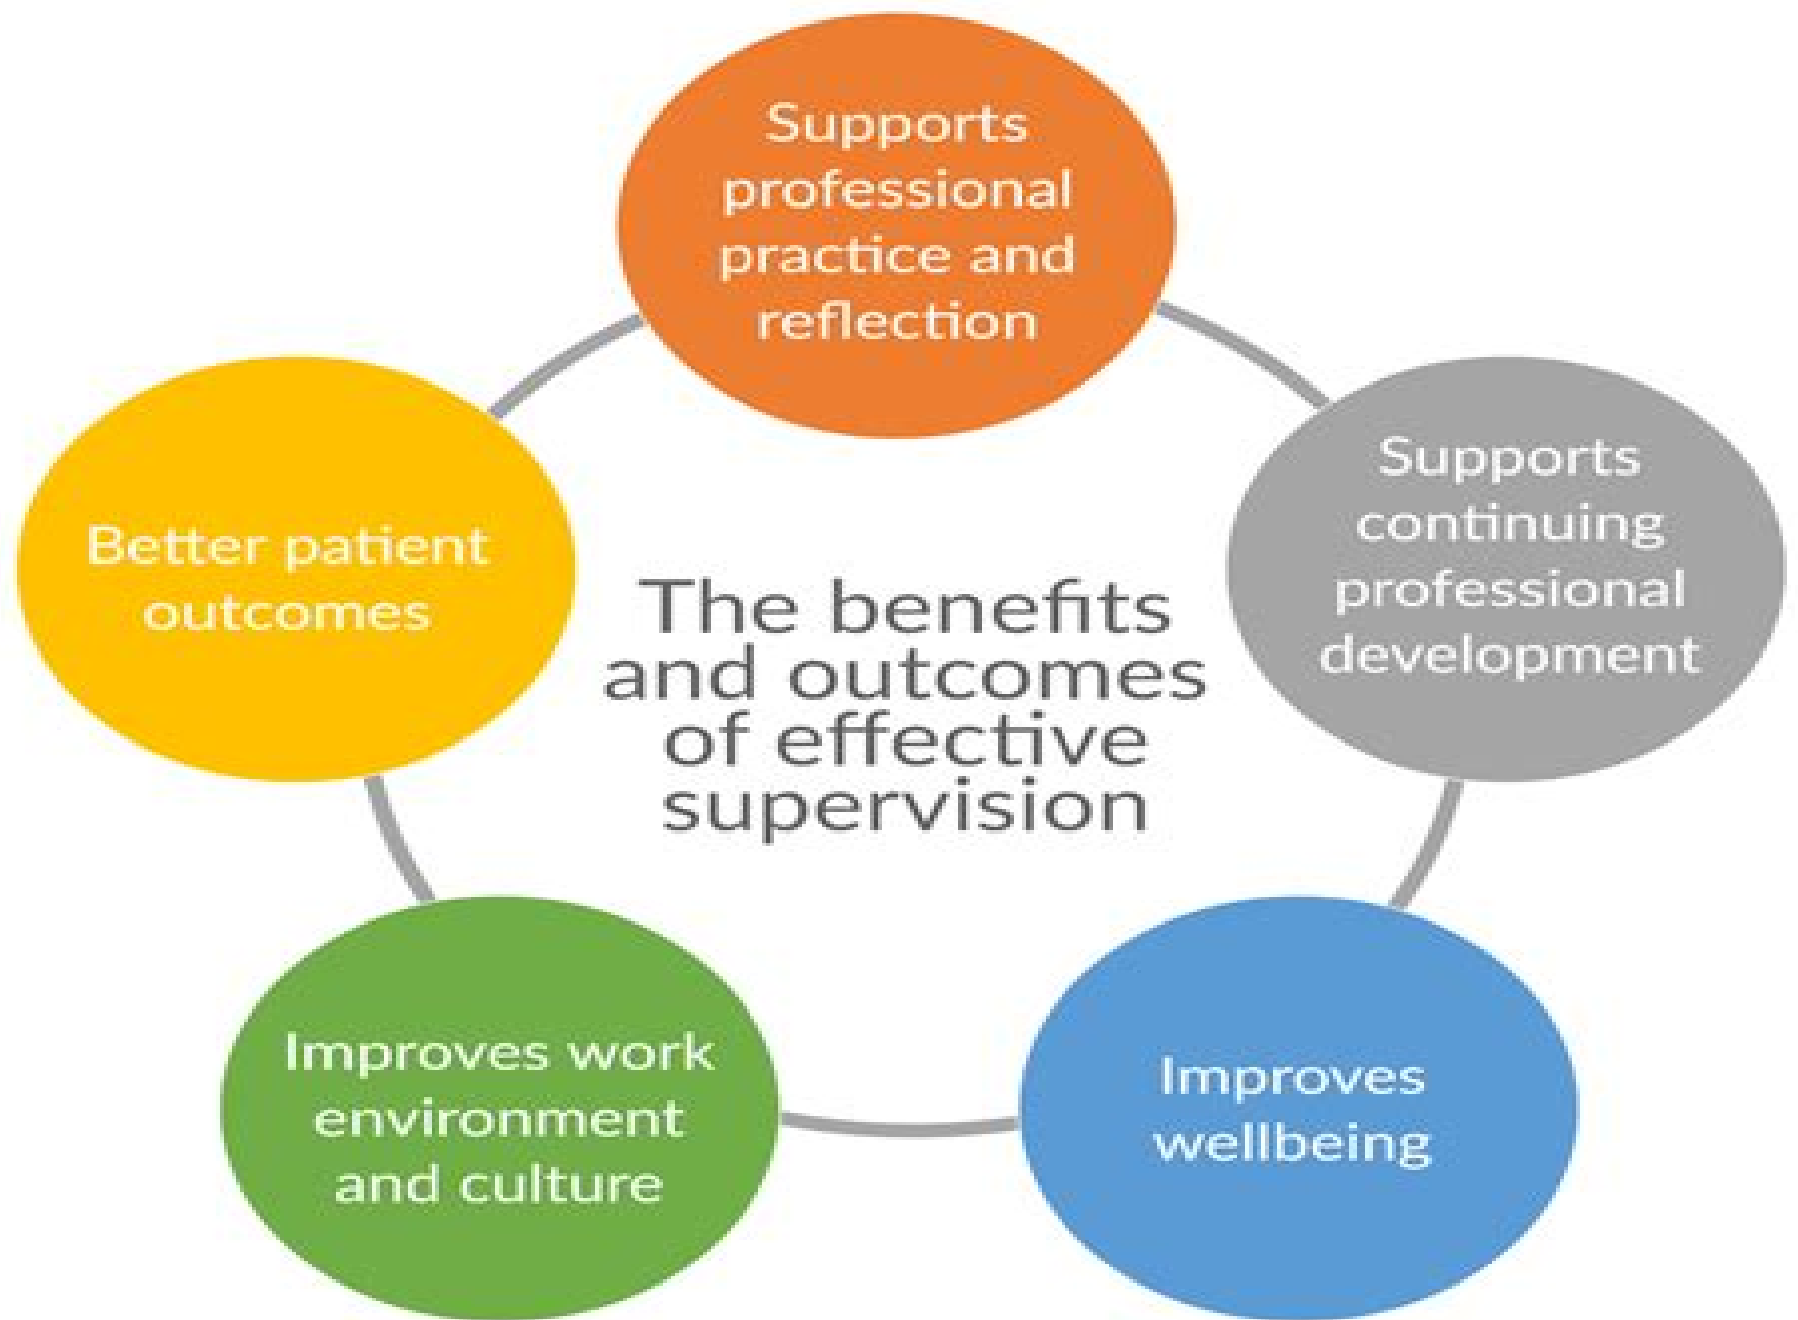 Supports
professional
practice and
reflection
Supports
continuing
professional
development
Improves
wellbeing
Improves work
environment
and culture
Better patient
outcomes
The benefits
and outcomes
of effective
supervision